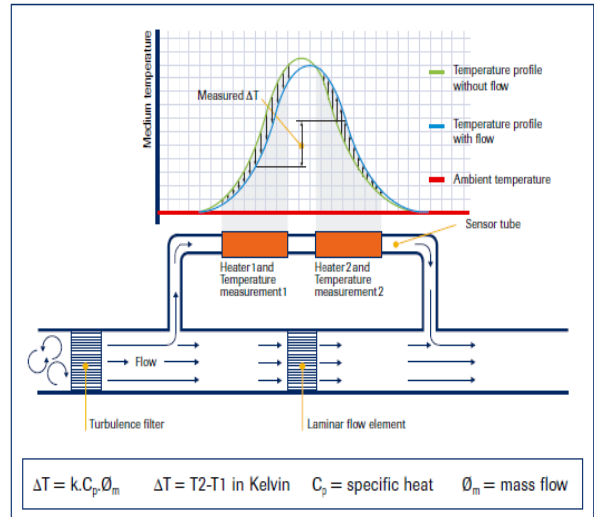 Medium temperature
Measured ΔT
Temperature profile
without flow
Temperature profile
with flow
Ambient temperature
Sensor tube
Heater 1 and
Temperature
measurement 1
Heater 2 and
Temperature
measurement 2
Flow
Turbulence filter
Laminar flow element
ΔT = k.Cp.Øm ΔT = T2-T1 in Kelvin Cp = specific heat Øm = mass flow